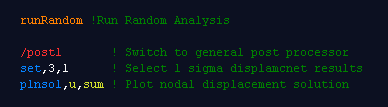 runRandom !Run Random Analysis
/post1 ! Switch to general post processor
set,3,1 ! Select 1 sigma displamcnet results
plnsol,u,sum ! Plot nodal displacement solution